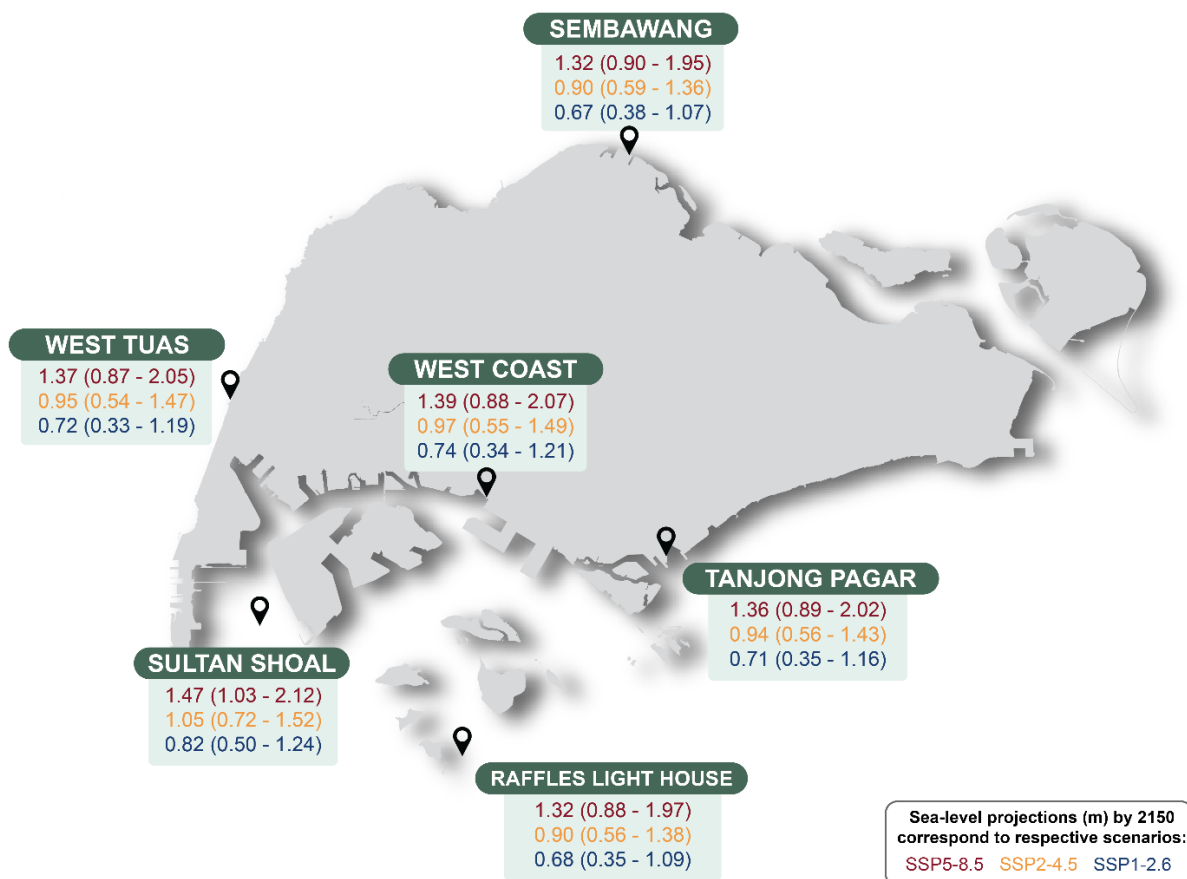 SEMBAWANG
1.32 (0.90 - 1.95)
0.90 (0.59 - 1.36)
0.67 (0.38 - 1.07)
WEST TUAS
1.37 (0.87 - 2.05)
0.95 (0.54 - 1.47)
0.72 (0.33 - 1.19)
WEST COAST
1.39 (0.88 - 2.07)
0.97 (0.55 - 1.49)
0.74 (0.34 - 1.21)
TANJONG PAGAR
1.36 (0.89 - 2.02)
0.94 (0.56 - 1.43)
0.71 (0.35 - 1.16)
SULTAN SHOAL
1.47 (1.03 - 2.12)
1.05 (0.72 - 1.52)
0.82 (0.50 - 1.24)
RAFFLES LIGHT HOUSE
1.32 (0.88 - 1.97)
0.90 (0.56 - 1.38)
0.68 (0.35 - 1.09)
Sea-level projections (m) by 2150
correspond to respective scenarios:
SSP5-8.5 SSP2-4.5 SSP1-2.6